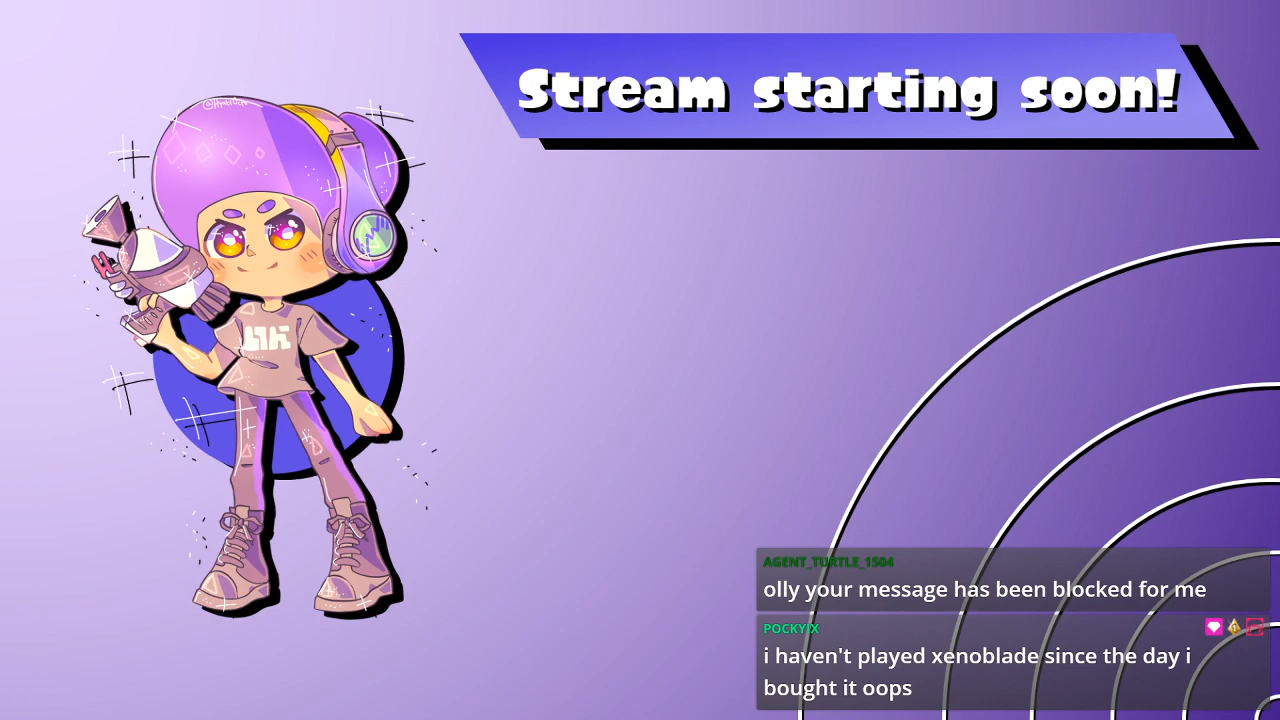 Stream starting soon!
AGENT_TURTLE_1504
olly your message has been blocked for me
POCKYIX
i haven't played xenoblade since the day i
bought it oops